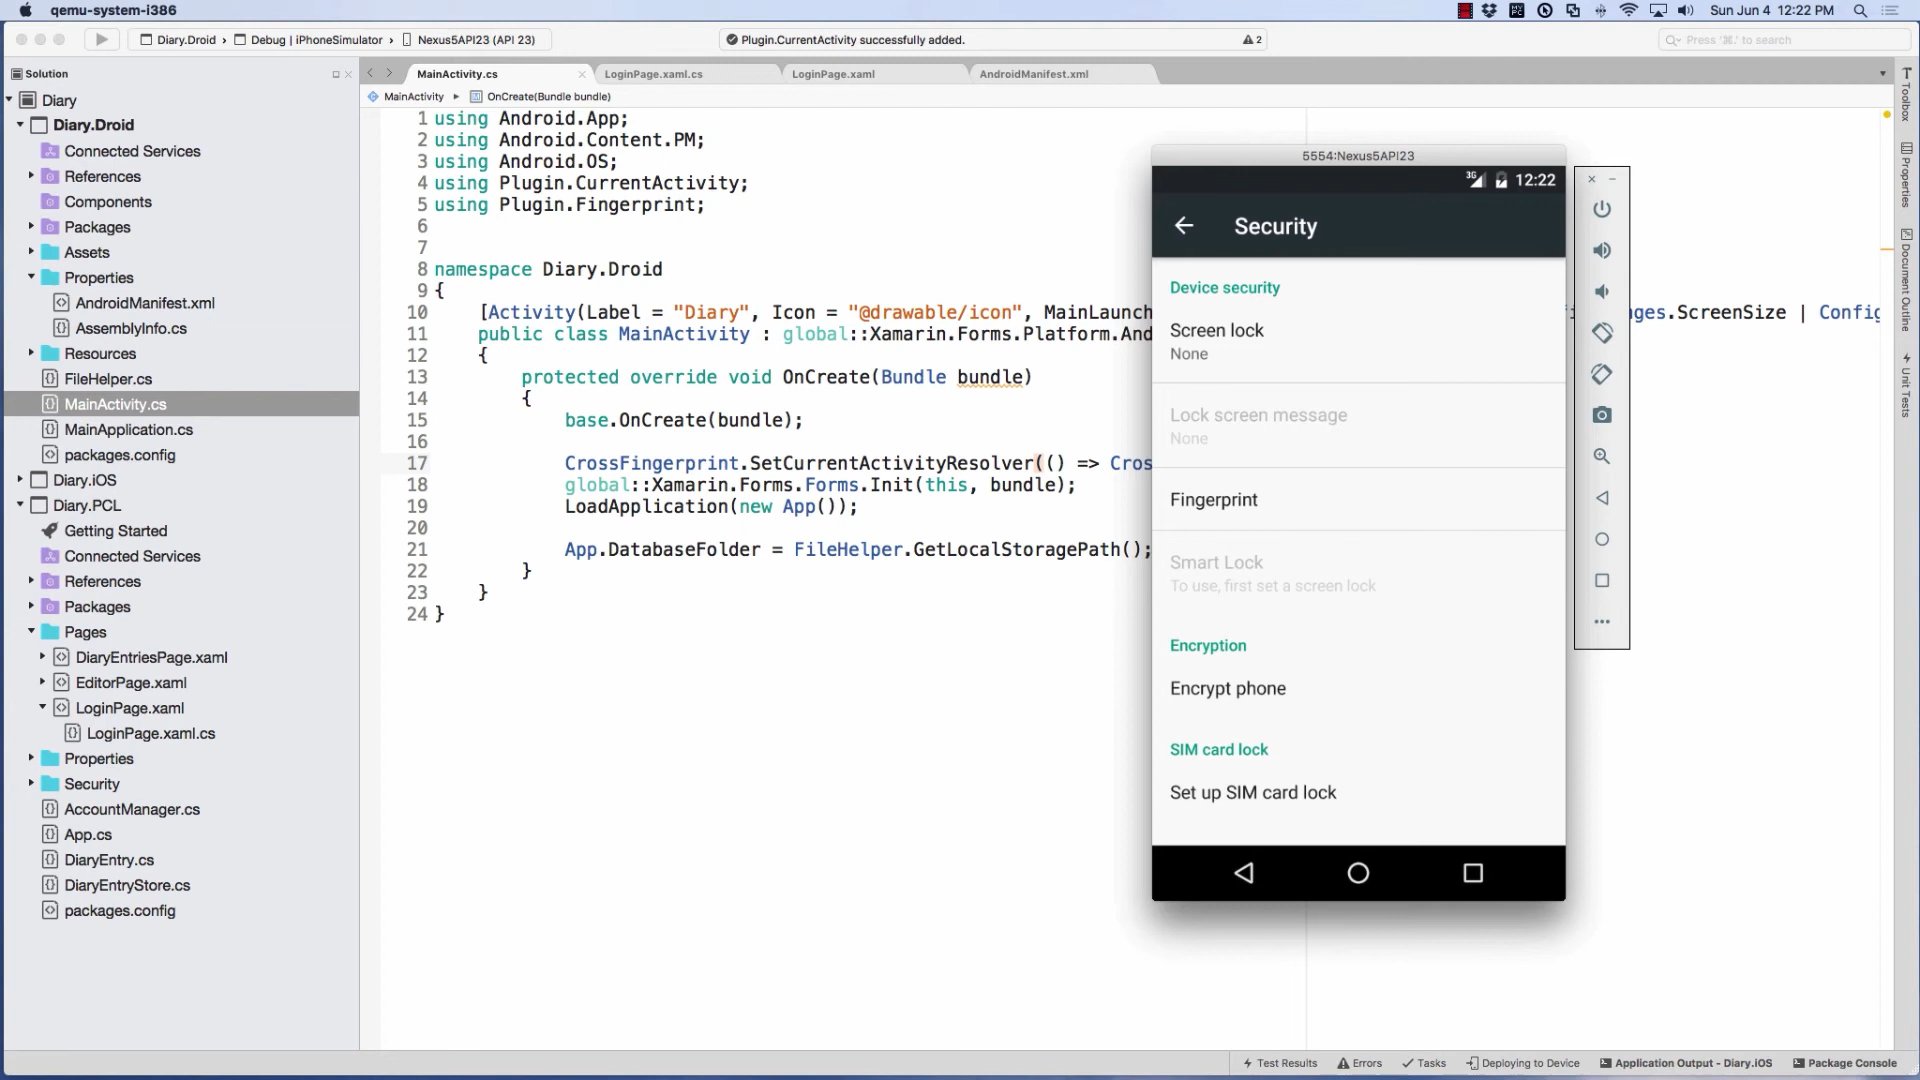 qemu-system-i386
Sun Jun 4 12:22 PM
Diary.Droid › Debug | iPhoneSimulator › Nexus5API23 (API 23)
Plugin.CurrentActivity successfully added.
2
Press '⌘.' to search
Solution
MainActivity.cs
LoginPage.xaml.cs
LoginPage.xaml
AndroidManifest.xml
MainActivity
OnCreate(Bundle bundle)
Diary
Diary.Droid
Connected Services
References
Components
Packages
Assets
Properties
AndroidManifest.xml
AssemblyInfo.cs
Resources
FileHelper.cs
MainActivity.cs
MainApplication.cs
packages.config
Diary.iOS
Diary.PCL
Getting Started
Connected Services
References
Packages
Pages
DiaryEntriesPage.xaml
EditorPage.xaml
LoginPage.xaml
LoginPage.xaml.cs
Properties
Security
AccountManager.cs
App.cs
DiaryEntry.cs
DiaryEntryStore.cs
packages.config
1 using Android.App;
2 using Android.Content.PM;
3 using Android.OS;
4 using Plugin.CurrentActivity;
5 using Plugin.Fingerprint;
6
7
8 namespace Diary.Droid
9 {
10 [Activity(Label = "Diary", Icon = "@drawable/icon", MainLaunch
ges.ScreenSize | Config
11 public class MainActivity : global::Xamarin.Forms.Platform.And
12 {
13 protected override void OnCreate(Bundle bundle)
14 {
15 base.OnCreate(bundle);
16
17 CrossFingerprint.SetCurrentActivityResolver(() => Cros
18 global::Xamarin.Forms.Forms.Init(this, bundle);
19 LoadApplication(new App());
20
21 App.DatabaseFolder = FileHelper.GetLocalStoragePath();
22 }
23 }
24 }
5554:Nexus5API23
3G
12:22
Security
Device security
Screen lock
None
Lock screen message
None
Fingerprint
Smart Lock
To use, first set a screen lock
Encryption
Encrypt phone
SIM card lock
Set up SIM card lock
Toolbox
Properties
Document Outline
Unit Tests
Test Results
Errors
Tasks
Deploying to Device
Application Output - Diary.iOS
Package Console